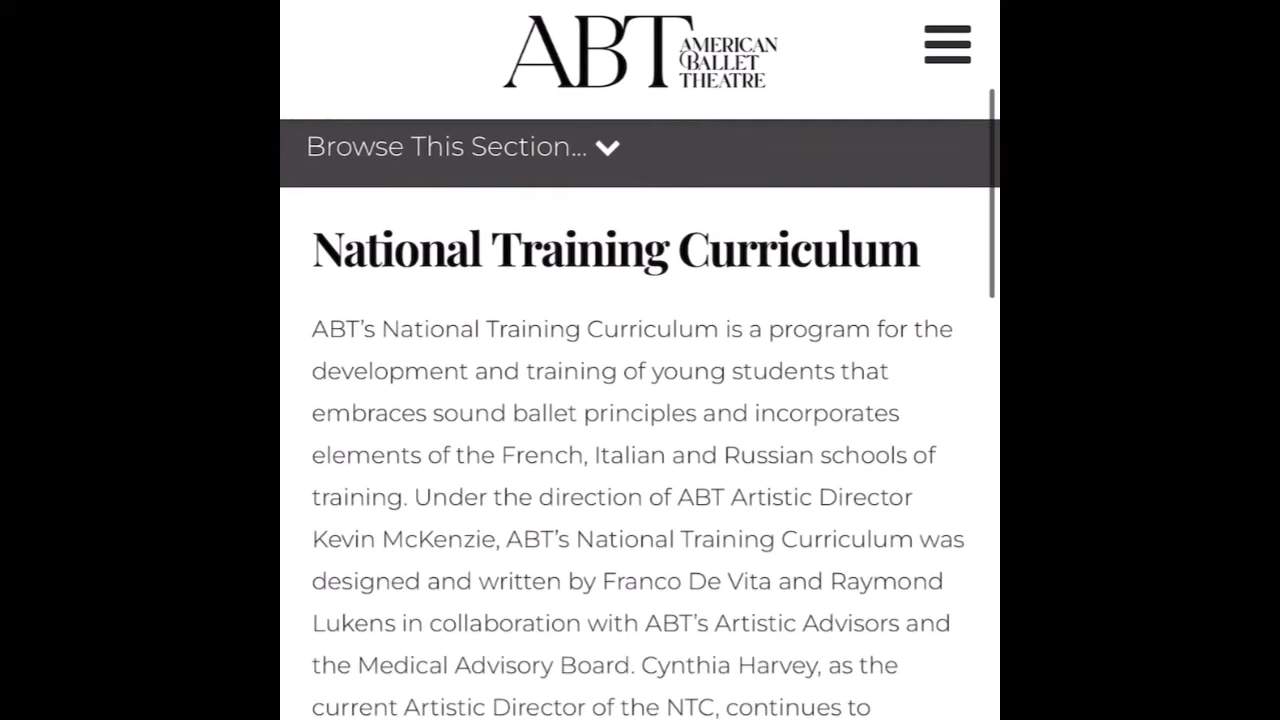 ABT AMERICAN
BALLET
THEATRE
Browse This Section...
National Training Curriculum
ABT’s National Training Curriculum is a program for the
development and training of young students that
embraces sound ballet principles and incorporates
elements of the French, Italian and Russian schools of
training. Under the direction of ABT Artistic Director
Kevin McKenzie, ABT’s National Training Curriculum was
designed and written by Franco De Vita and Raymond
Lukens in collaboration with ABT’s Artistic Advisors and
the Medical Advisory Board. Cynthia Harvey, as the
current Artistic Director of the NTC, continues to